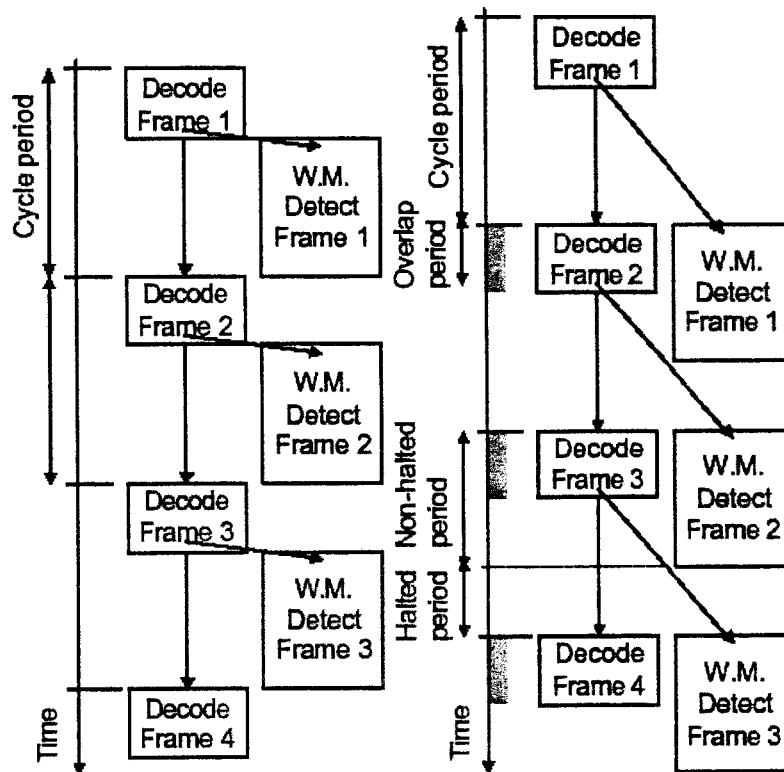 Cycle period
Decode
Frame 1
W.M.
Detect
Frame 1
Decode
Frame 2
W.M.
Detect
Frame 2
Decode
Frame 3
W.M.
Detect
Frame 3
Decode
Frame 4
Time
Cycle period
Decode
Frame 1
Overlap
period
Decode
Frame 2
W.M.
Detect
Frame 1
Non-halted
period
Decode
Frame 3
W.M.
Detect
Frame 2
Halted
period
Decode
Frame 4
W.M.
Detect
Frame 3
Time